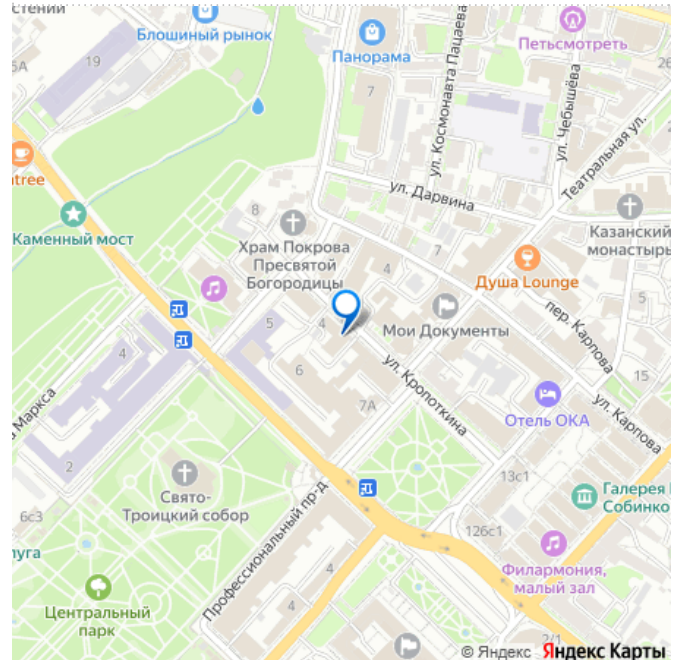 стений
Блошиный рынок
Панорама
Петьсмотреть
5А
19
7
26
ул. Космонавта Пацаева
ул. Чебышёва
Театральная ул.
ntree
ул. Дарвина
Каменный мост
8
Храм Покрова
Пресвятой
Богородицы
4
7
Казанский
монастырь
Душа Lounge
Мои Документы
пер. Карпова
5
4
4
6
ул. Кропоткина
15
а Маркса
7А
Отель ОКА
ул. Карпова
2
Свято-
Троицкий собор
13с1
Галерея
Собинко
6с3
126с1
луга
Профессиональный пр-д
Филармония,
малый зал
Центральный
парк
4
4
2/1
© Яндекс Яндекс Карты